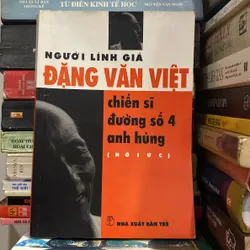 TỪ ĐIỂN KINH TẾ HỌC
NGƯỜI LÍNH GIÀ
ĐẶNG VĂN VIỆT
chiến sĩ
đường số 4
anh hùng
(HỒI ỨC)
NHÀ XUẤT BẢN TRẺ